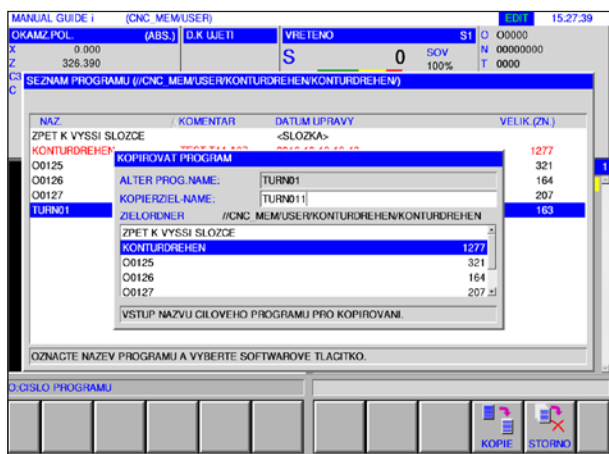 MANUAL GUIDE i (CNC_MEM/USER) EDIT 15:27:39
OKAMZ.POL. (ABS.) D.K UJETI VRETENO S1 O O0000
X 0.000 S 0 SOV N 00000000
Z 326.390 100% T 0000
C3 SEZNAM PROGRAMU (//CNC_MEM/USER/KONTURDREHEN/KONTURDREHEN/)
C
NAZ. / KOMENTAR DATUM UPRAVY VELIK.(ZN.)
ZPET K VYSSI SLOZCE <SLOZKA>
KONTURDREHEN 1277
O0125 321
O0126 164
O0127 207
TURN01 163
KOPIROVAT PROGRAM
ALTER PROG.NAME: TURN01
KOPIERZIEL-NAME: TURN011
ZIELORDNER //CNC_MEM/USER/KONTURDREHEN/KONTURDREHEN
ZPET K VYSSI SLOZCE
KONTURDREHEN 1277
O0125 321
O0126 164
O0127 207
VSTUP NAZVU CILOVEHO PROGRAMU PRO KOPIROVANI.
1
OZNACTE NAZEV PROGRAMU A VYBERTE SOFTWAROVE TLACITKO.
O:CISLO PROGRAMU
KOPIE STORNO